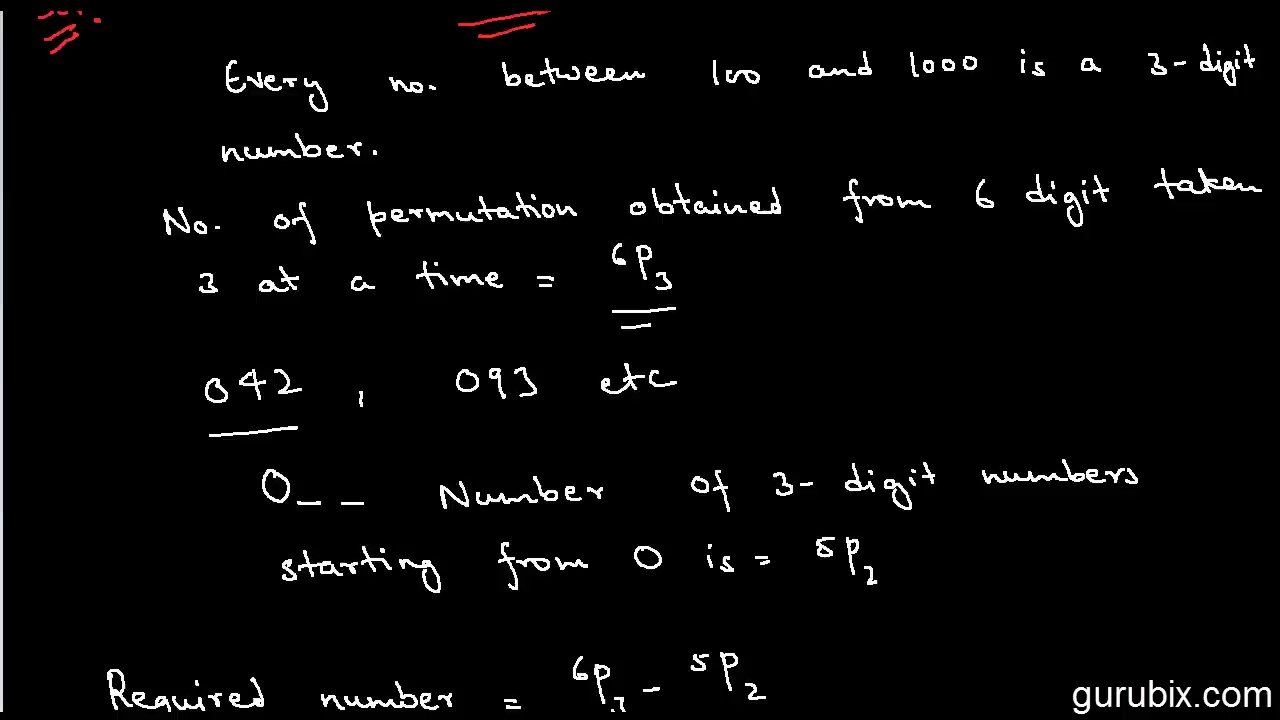 Every no. between 100 and 1000 is a 3-digit
number.
No. of permutation obtained from 6 digit taken
3 at a time = ⁶P₃
042 , 093 etc
0_ _ Number of 3-digit numbers
starting from 0 is = ⁵P₂
Required number = ⁶P₃ - ⁵P₂
gurubix.com